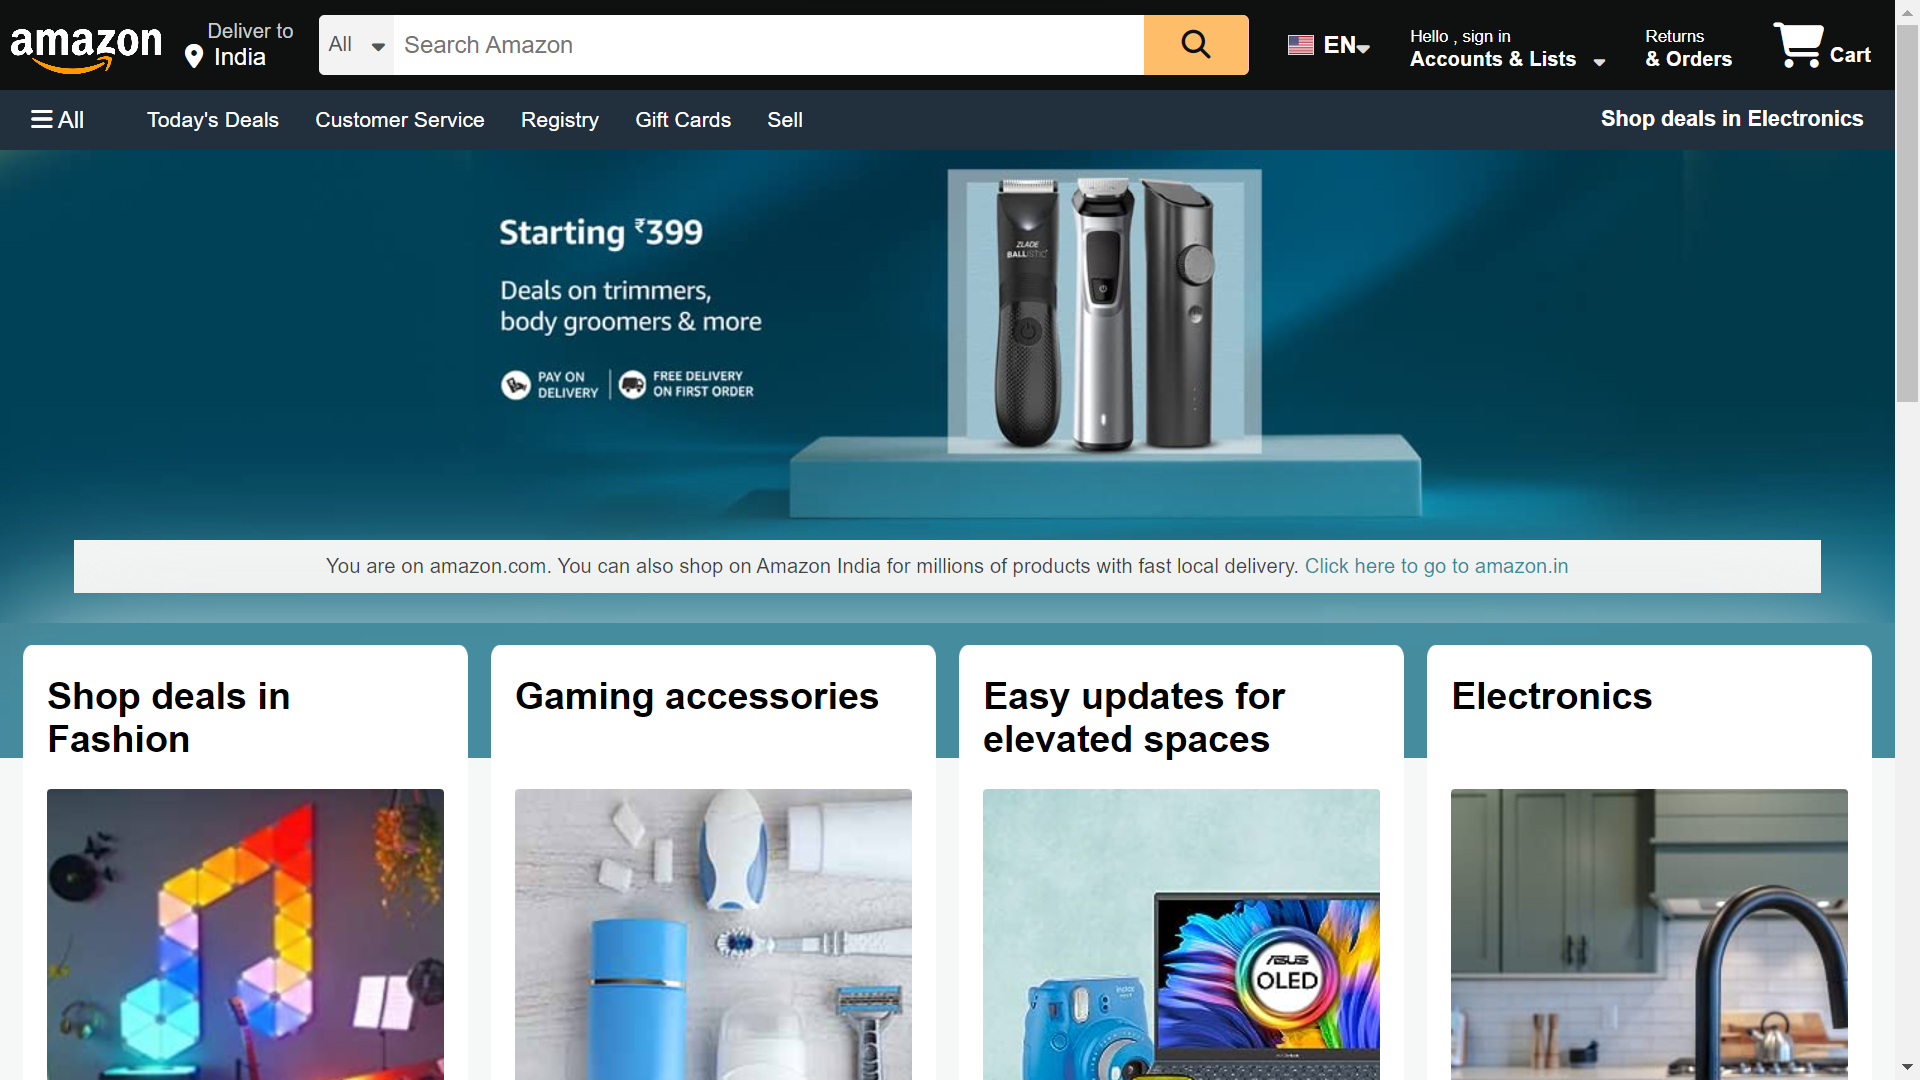 amazon
Deliver to
India
All
Search Amazon
EN
Hello , sign in
Accounts & Lists
Returns
& Orders
Cart
All
Today's Deals
Customer Service
Registry
Gift Cards
Sell
Shop deals in Electronics
Starting ₹399
Deals on trimmers,
body groomers & more
PAY ON
DELIVERY
FREE DELIVERY
ON FIRST ORDER
ZLADE
BALLISTIC
You are on amazon.com. You can also shop on Amazon India for millions of products with fast local delivery. Click here to go to amazon.in
Shop deals in
Fashion
Gaming accessories
Easy updates for
elevated spaces
Electronics
ASUS
OLED
instax